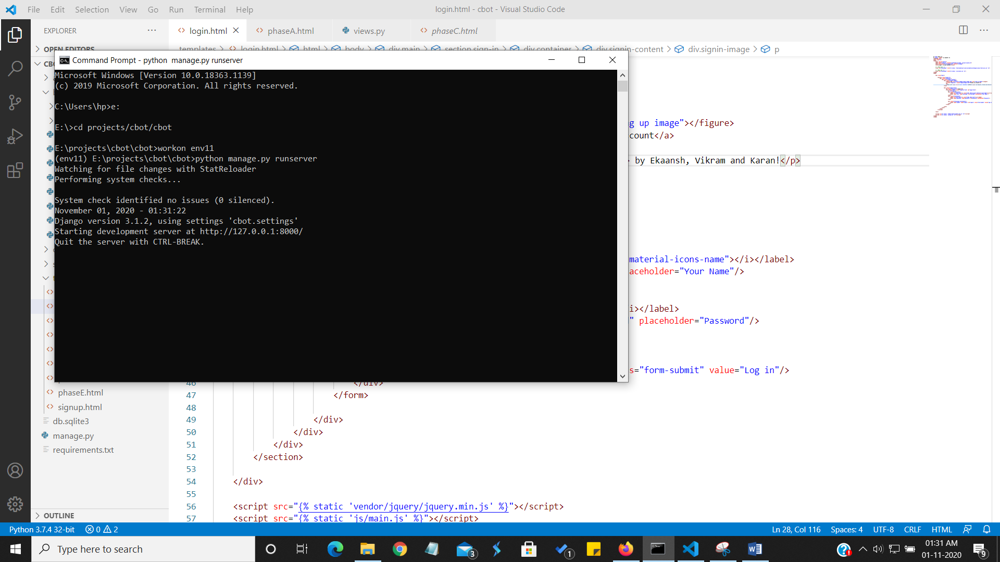 File Edit Selection View Go Run Terminal Help
login.html - cbot - Visual Studio Code
EXPLORER
login.html
phaseA.html
views.py
phaseC.html
OPEN EDITORS
templates > login.html > html > body > div.main > section.sign-in > div.container > div.signin-content > div.signin-image > p
Command Prompt - python manage.py runserver
Microsoft Windows [Version 10.0.18363.1139]
(c) 2019 Microsoft Corporation. All rights reserved.
C:\Users\hp>e:
E:\>cd projects/cbot/cbot
E:\projects\cbot\cbot>workon env11
(env11) E:\projects\cbot\cbot>python manage.py runserver
Watching for file changes with StatReloader
Performing system checks...
System check identified no issues (0 silenced).
November 01, 2020 - 01:31:22
Django version 3.1.2, using settings 'cbot.settings'
Starting development server at http://127.0.0.1:8000/
Quit the server with CTRL-BREAK.
g up image"></figure>
count</a>
by Ekaansh, Vikram and Karan!</p>
material-icons-name"></i></label>
aceholder="Your Name"/>
i></label>
" placeholder="Password"/>
s="form-submit" value="Log in"/>
phaseE.html
signup.html
db.sqlite3
manage.py
requirements.txt
OUTLINE
46 </div>
47 </form>
48
49 </div>
50 </div>
51 </div>
52 </section>
53
54 </div>
55
56 <script src="{% static 'vendor/jquery/jquery.min.js' %}"></script>
57 <script src="{% static 'js/main.js' %}"></script>
Python 3.7.4 32-bit 0 2
Ln 28, Col 116 Spaces: 4 UTF-8 CRLF HTML
Type here to search
3
1
01:31 AM
01-11-2020
9